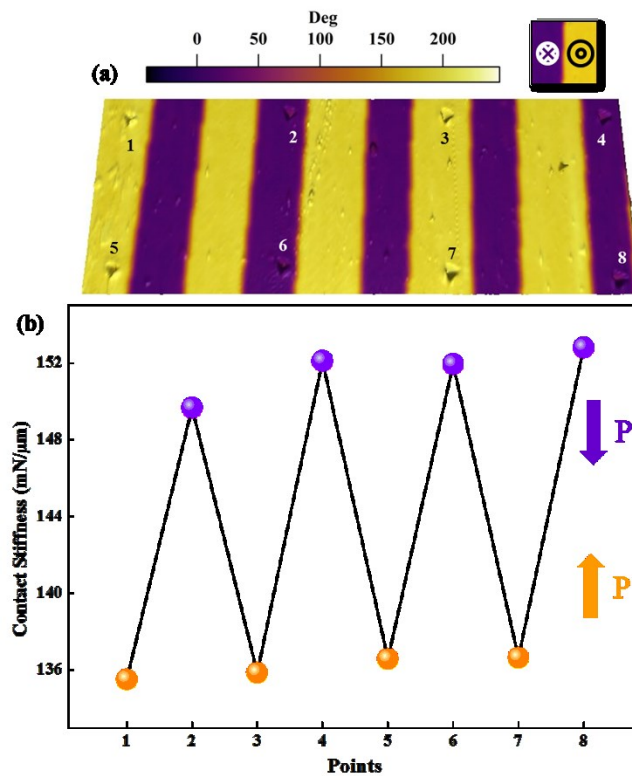 Deg
0 50 100 150 200
(a)
1 2 3 4
5 6 7 8
(b)
152
148
144
140
136
Contact Stiffness (mN/μm)
P
P
1 2 3 4 5 6 7 8
Points